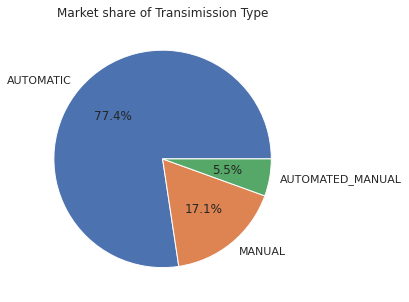 Market share of Transimission Type
AUTOMATIC
77.4%
5.5%
AUTOMATED_MANUAL
17.1%
MANUAL